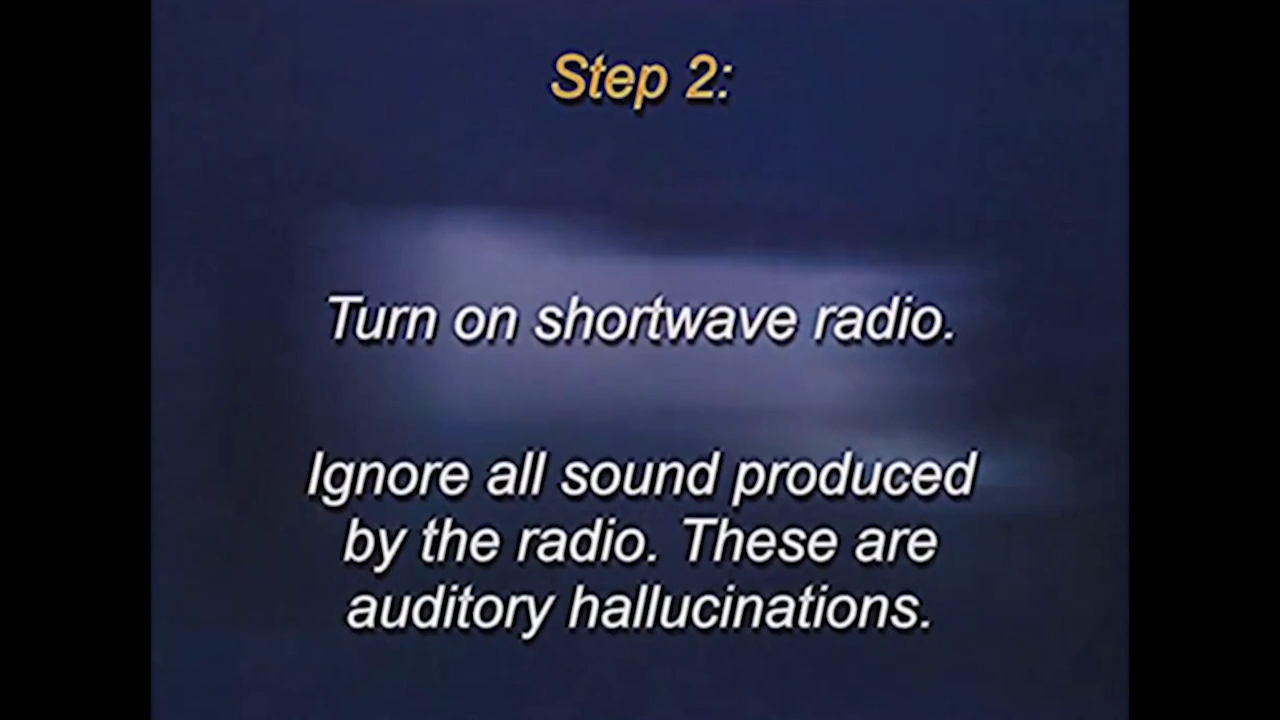 Step 2:
Turn on shortwave radio.
Ignore all sound produced
by the radio. These are
auditory hallucinations.